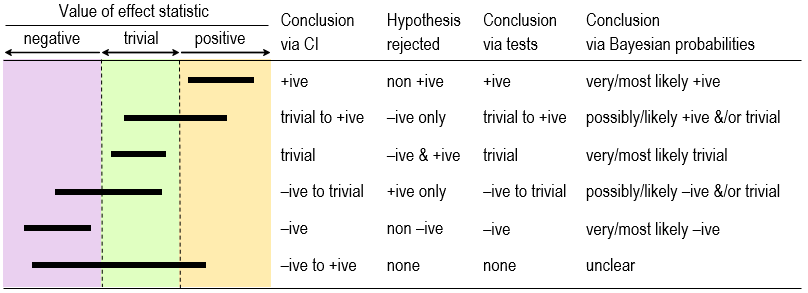 Value of effect statistic
negative trivial positive
Conclusion via CI
Hypothesis rejected
Conclusion via tests
Conclusion via Bayesian probabilities
+ive non +ive +ive very/most likely +ive
trivial to +ive –ive only trivial to +ive possibly/likely +ive &/or trivial
trivial –ive & +ive trivial very/most likely trivial
–ive to trivial +ive only –ive to trivial possibly/likely –ive &/or trivial
–ive non –ive –ive very/most likely –ive
–ive to +ive none none unclear